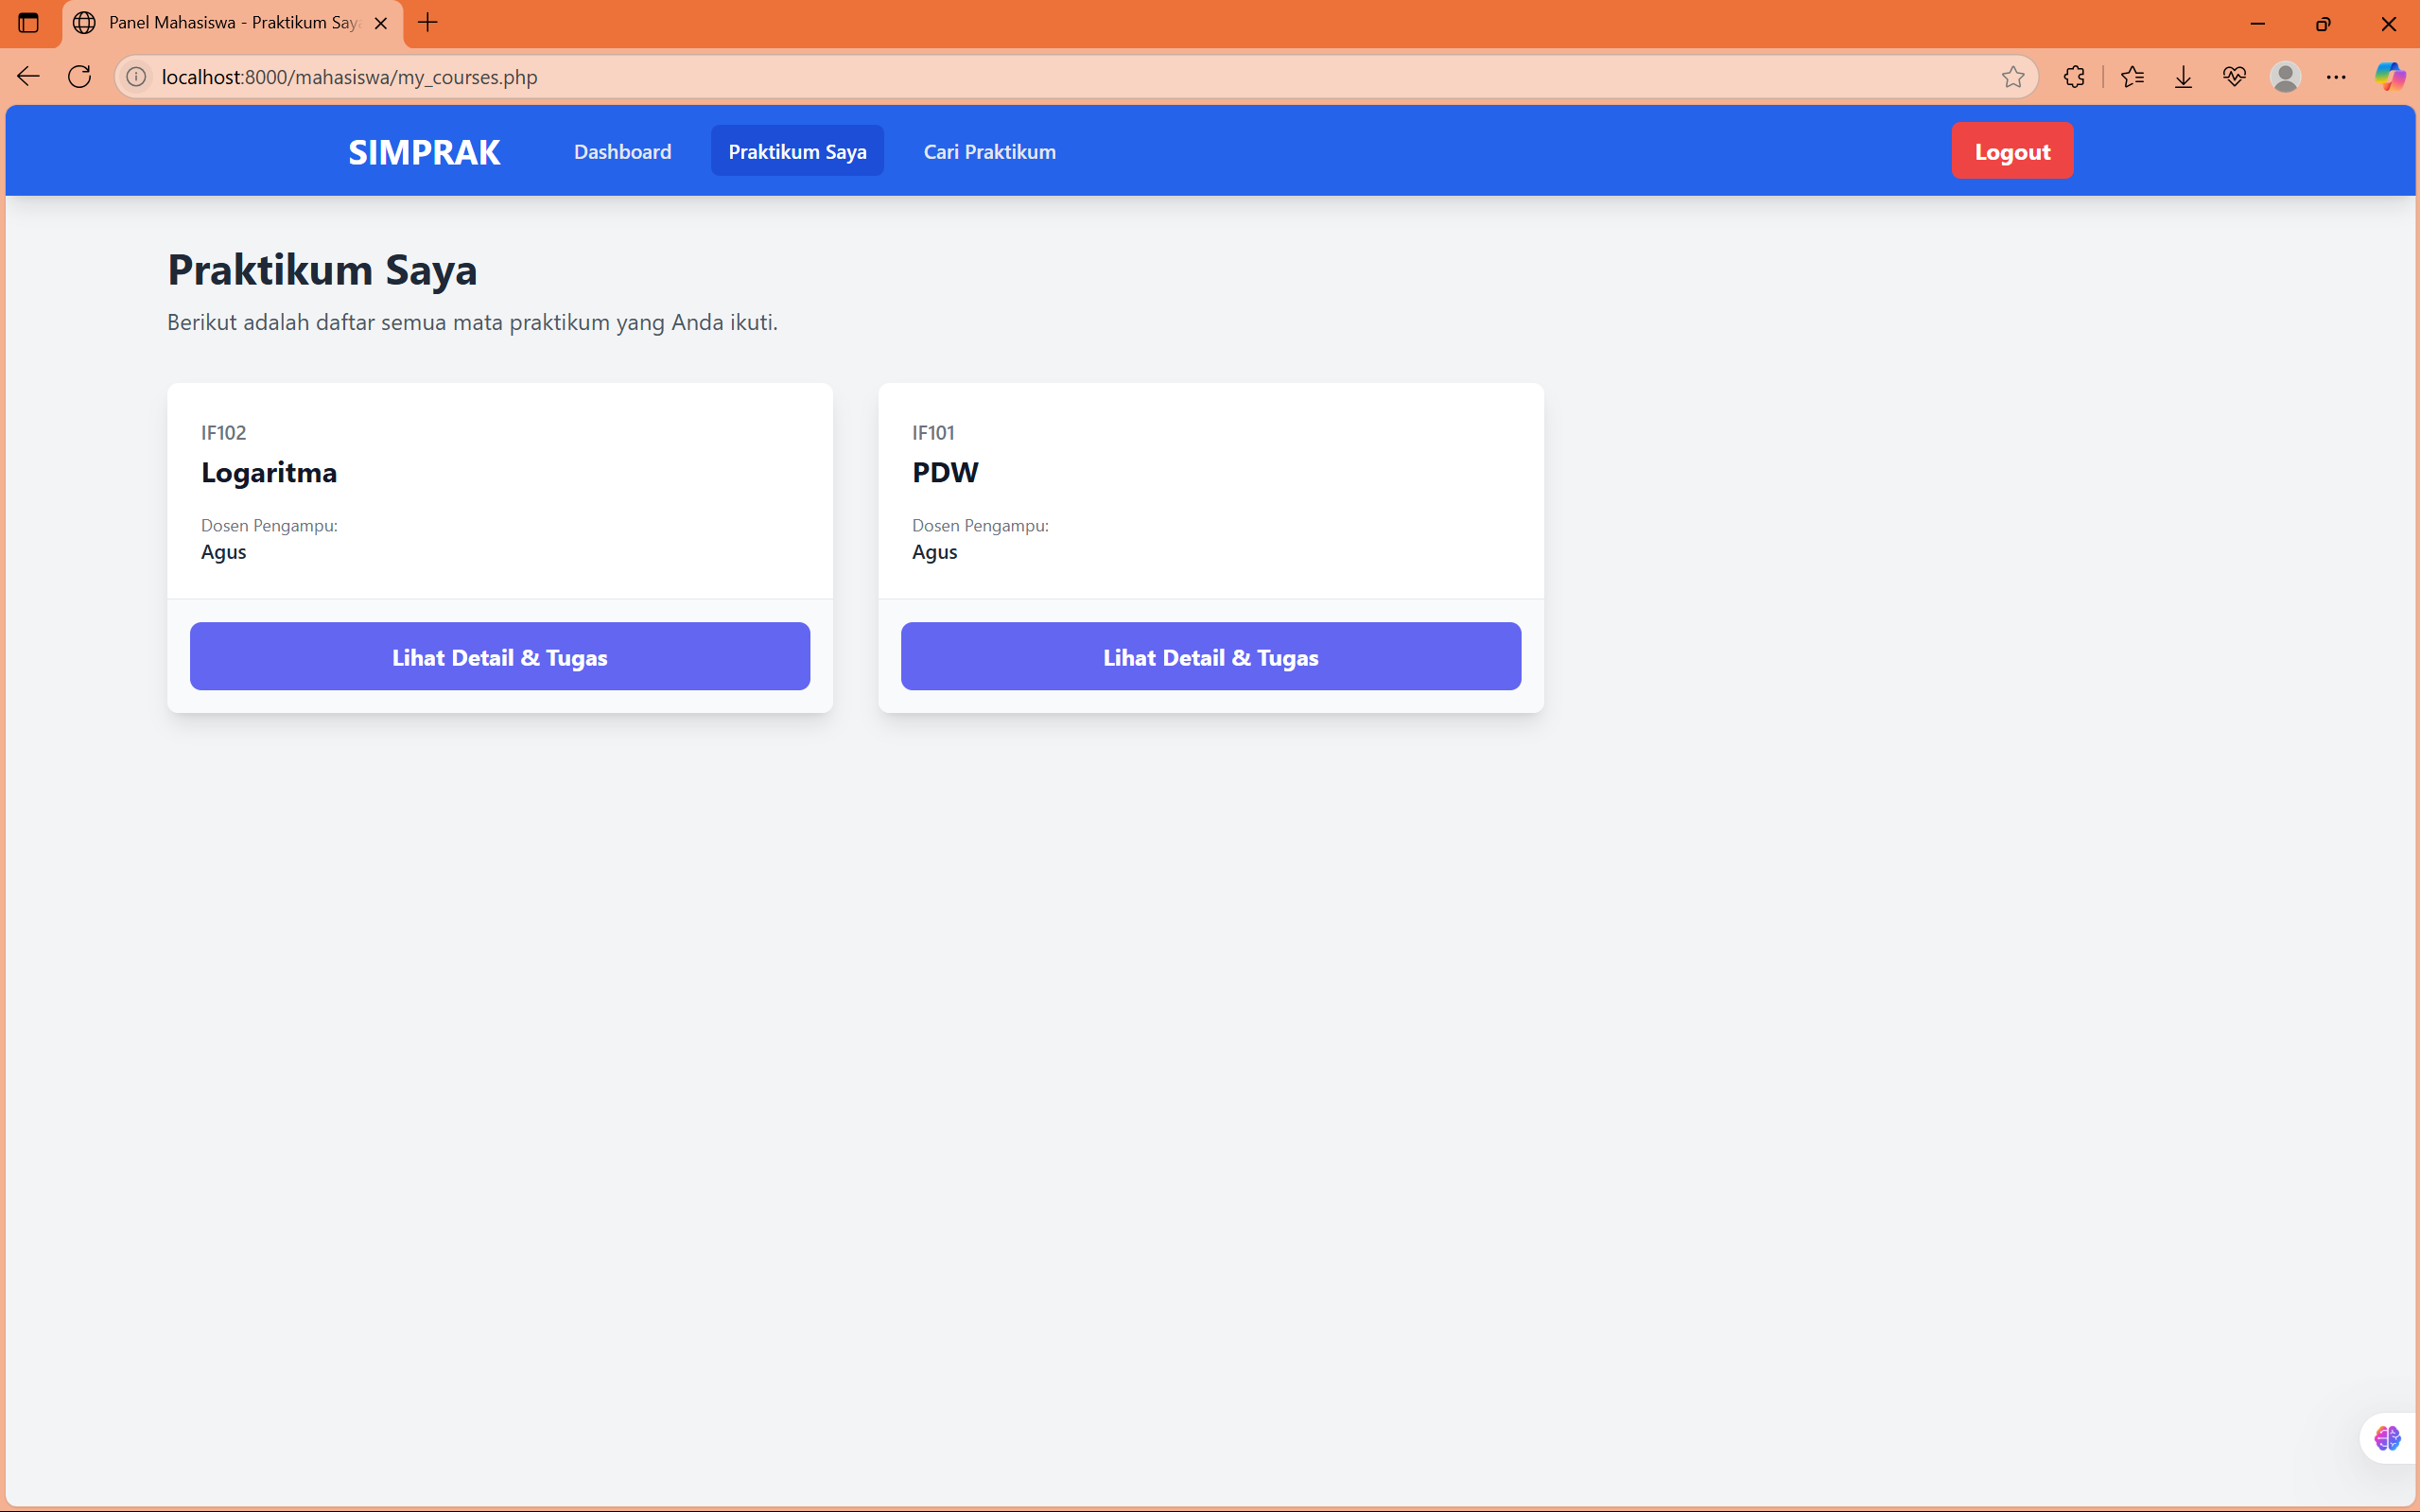 Panel Mahasiswa - Praktikum Say
localhost:8000/mahasiswa/my_courses.php
SIMPRAK
Dashboard
Praktikum Saya
Cari Praktikum
Logout
Praktikum Saya
Berikut adalah daftar semua mata praktikum yang Anda ikuti.
IF102
Logaritma
Dosen Pengampu:
Agus
Lihat Detail & Tugas
IF101
PDW
Dosen Pengampu:
Agus
Lihat Detail & Tugas